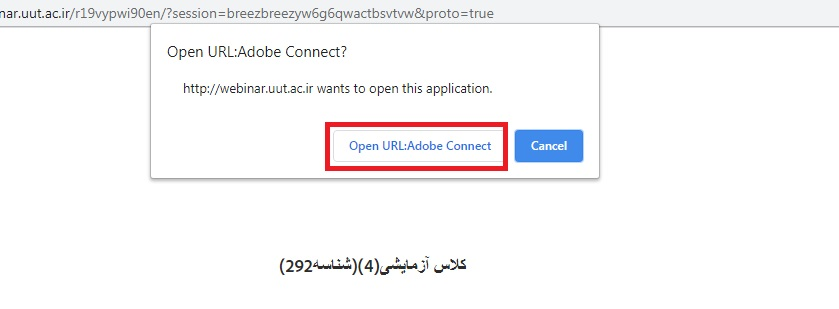 nar.uut.ac.ir/r19vypwi90en/?session=breezbreezyw6g6qwactbsvtvw&proto=true
Open URL:Adobe Connect?
http://webinar.uut.ac.ir wants to open this application.
Open URL:Adobe Connect
Cancel
کلاس آزمایشی(4)(شناسه292)